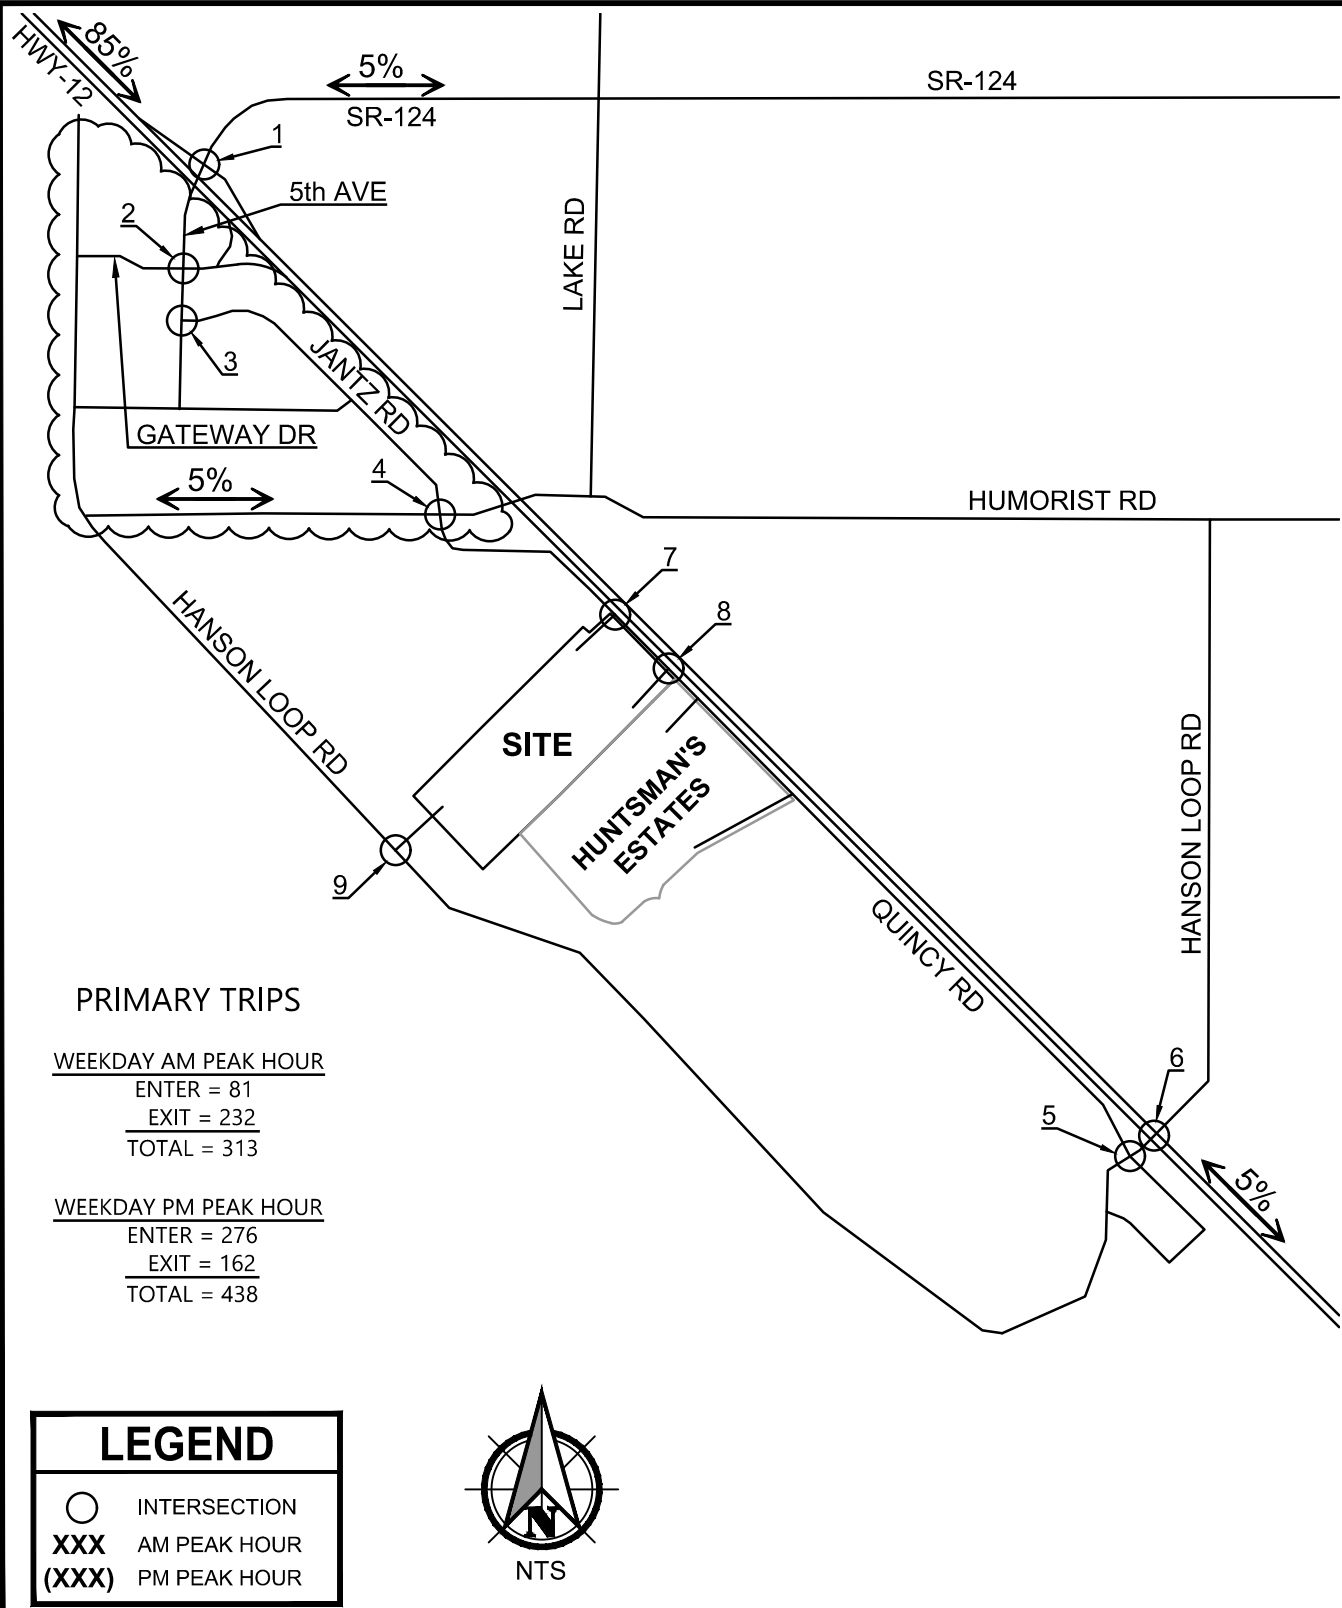 85%
HWY-12
5%
SR-124
SR-124
1
5th AVE
2
LAKE RD
3
JANTZ RD
GATEWAY DR
4
5%
HUMORIST RD
7
8
HANSON LOOP RD
SITE
HUNTSMAN'S
ESTATES
HANSON LOOP RD
9
QUINCY RD
PRIMARY TRIPS
WEEKDAY AM PEAK HOUR
ENTER = 81
EXIT = 232
TOTAL = 313
6
5
5%
WEEKDAY PM PEAK HOUR
ENTER = 276
EXIT = 162
TOTAL = 438
LEGEND
INTERSECTION
XXX AM PEAK HOUR
(XXX) PM PEAK HOUR
N
NTS